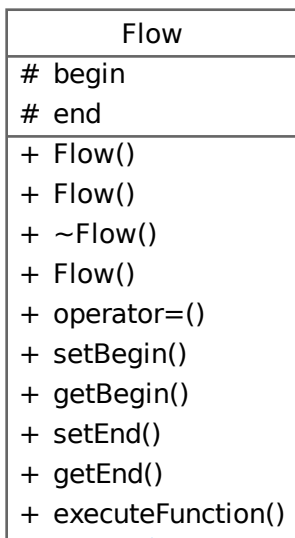 Flow
# begin
# end
+ Flow()
+ Flow()
+ ~Flow()
+ Flow()
+ operator=()
+ setBegin()
+ getBegin()
+ setEnd()
+ getEnd()
+ executeFunction()